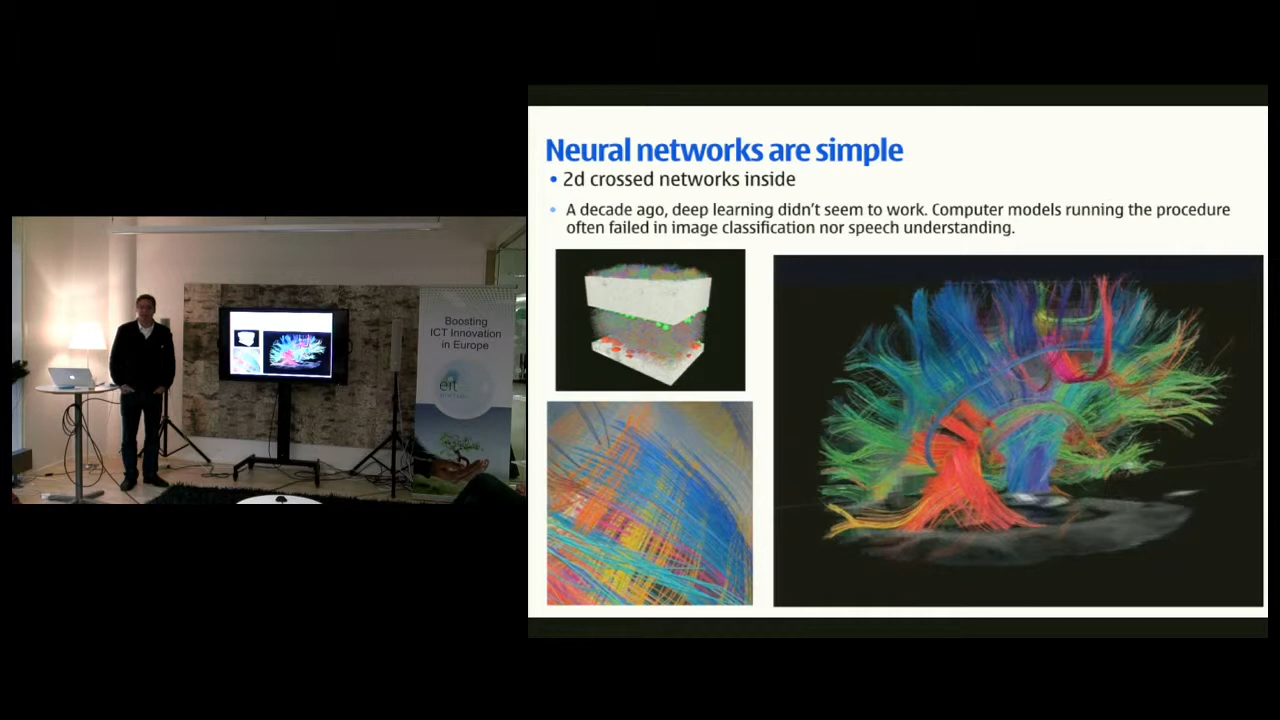 Boosting
ICT Innovation
in Europe
eit
Neural networks are simple
• 2d crossed networks inside
• A decade ago, deep learning didn't seem to work. Computer models running the procedure
often failed in image classification nor speech understanding.